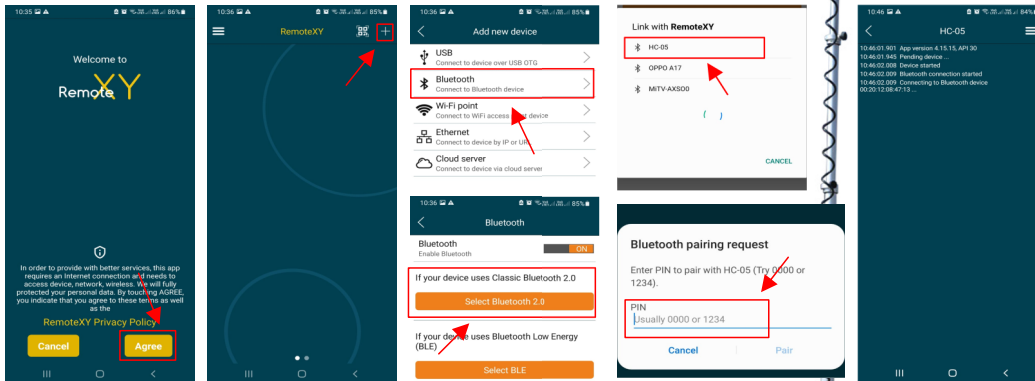 10:35
86%
Welcome to
RemoteXY
In order to provide with better services, this app
requires an Internet connection and needs to
access device, network, wireless. We will fully
protected your personal data. By touching AGREE,
you indicate that you agree to these terms as well
as the
RemoteXY Privacy Policy
Cancel
Agree
10:36
85%
RemoteXY
10:36
85%
Add new device
USB
Connect to device over USB OTG
Bluetooth
Connect to Bluetooth device
Wi-Fi point
Connect to WiFi access point device
Ethernet
Connect to device by IP or URL
Cloud server
Connect to device via cloud server
10:36
85%
Bluetooth
Bluetooth
Enable Bluetooth
ON
If your device uses Classic Bluetooth 2.0
Select Bluetooth 2.0
If your device uses Bluetooth Low Energy
(BLE)
Select BLE
Link with RemoteXY
HC-05
OPPO A17
MiTV-AXSO0
CANCEL
Bluetooth pairing request
Enter PIN to pair with HC-05 (Try 0000 or
1234).
PIN
Usually 0000 or 1234
Cancel
Pair
10:46
84%
HC-05
10:46:01.901 App version 4.15.15, API 30
10:46:01.945 Pending device ...
10:46:02.008 Device started
10:46:02.009 Bluetooth connection started
10:46:02.009 Connecting to Bluetooth device
00:20:12:08:47:13 ...